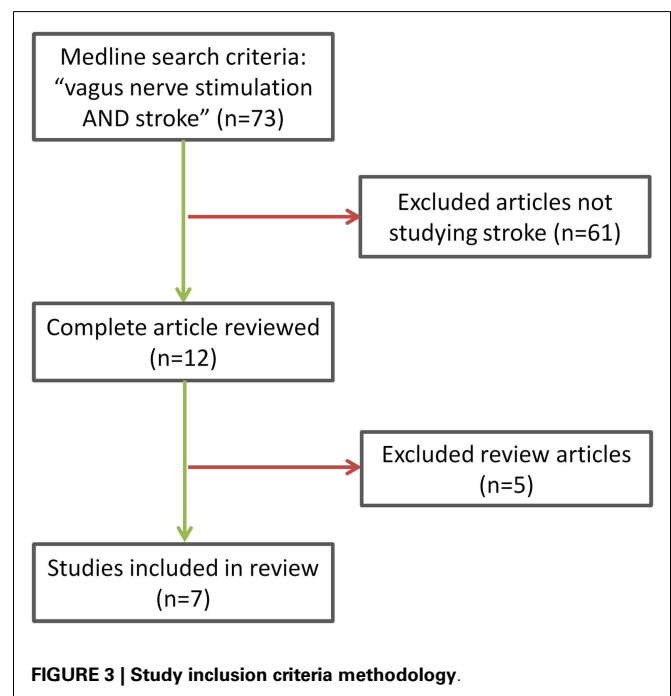 Medline search criteria:
“vagus nerve stimulation
AND stroke” (n=73)
Excluded articles not
studying stroke (n=61)
Complete article reviewed
(n=12)
Excluded review articles
(n=5)
Studies included in review
(n=7)
FIGURE 3 | Study inclusion criteria methodology.